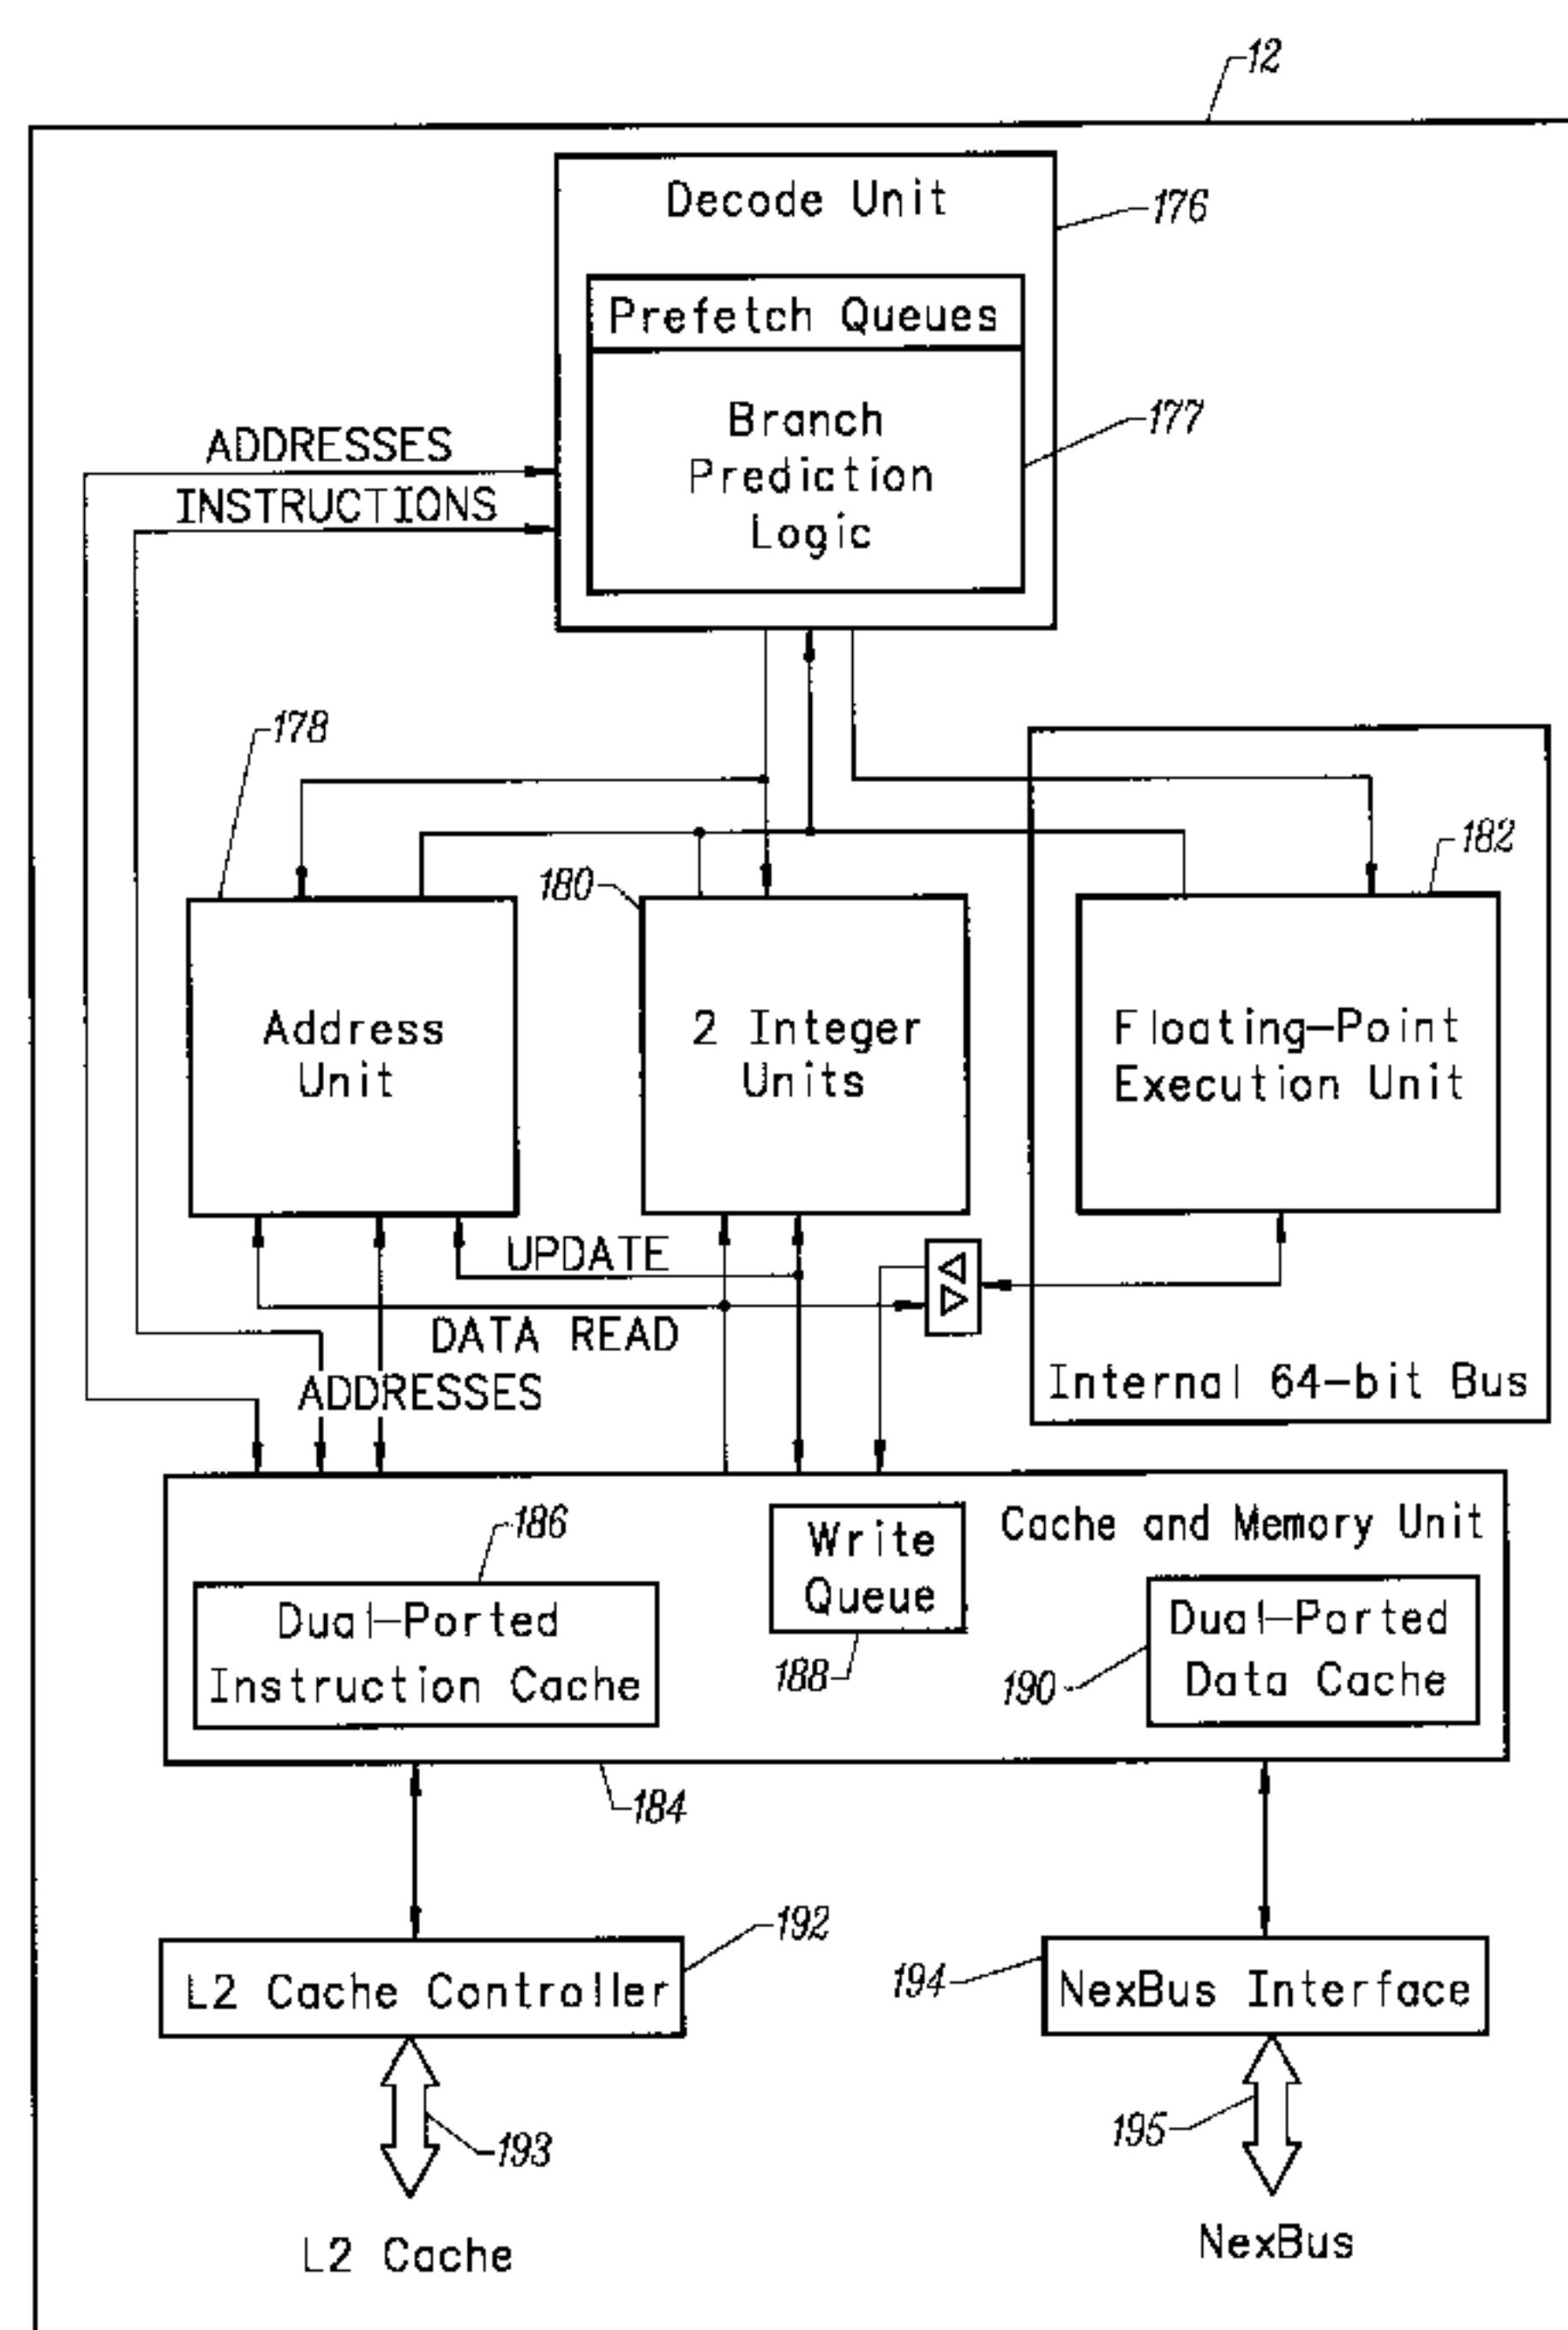 12
Decode Unit
176
Prefetch Queues
Branch
Prediction
Logic
177
ADDRESSES
INSTRUCTIONS
178
180
182
Address
Unit
2 Integer
Units
Floating-Point
Execution Unit
UPDATE
DATA READ
ADDRESSES
Internal 64-bit Bus
186
Write
Queue
Cache and Memory Unit
Dual-Ported
Instruction Cache
188
190
Dual-Ported
Data Cache
184
192
L2 Cache Controller
194
NexBus Interface
193
195
L2 Cache
NexBus